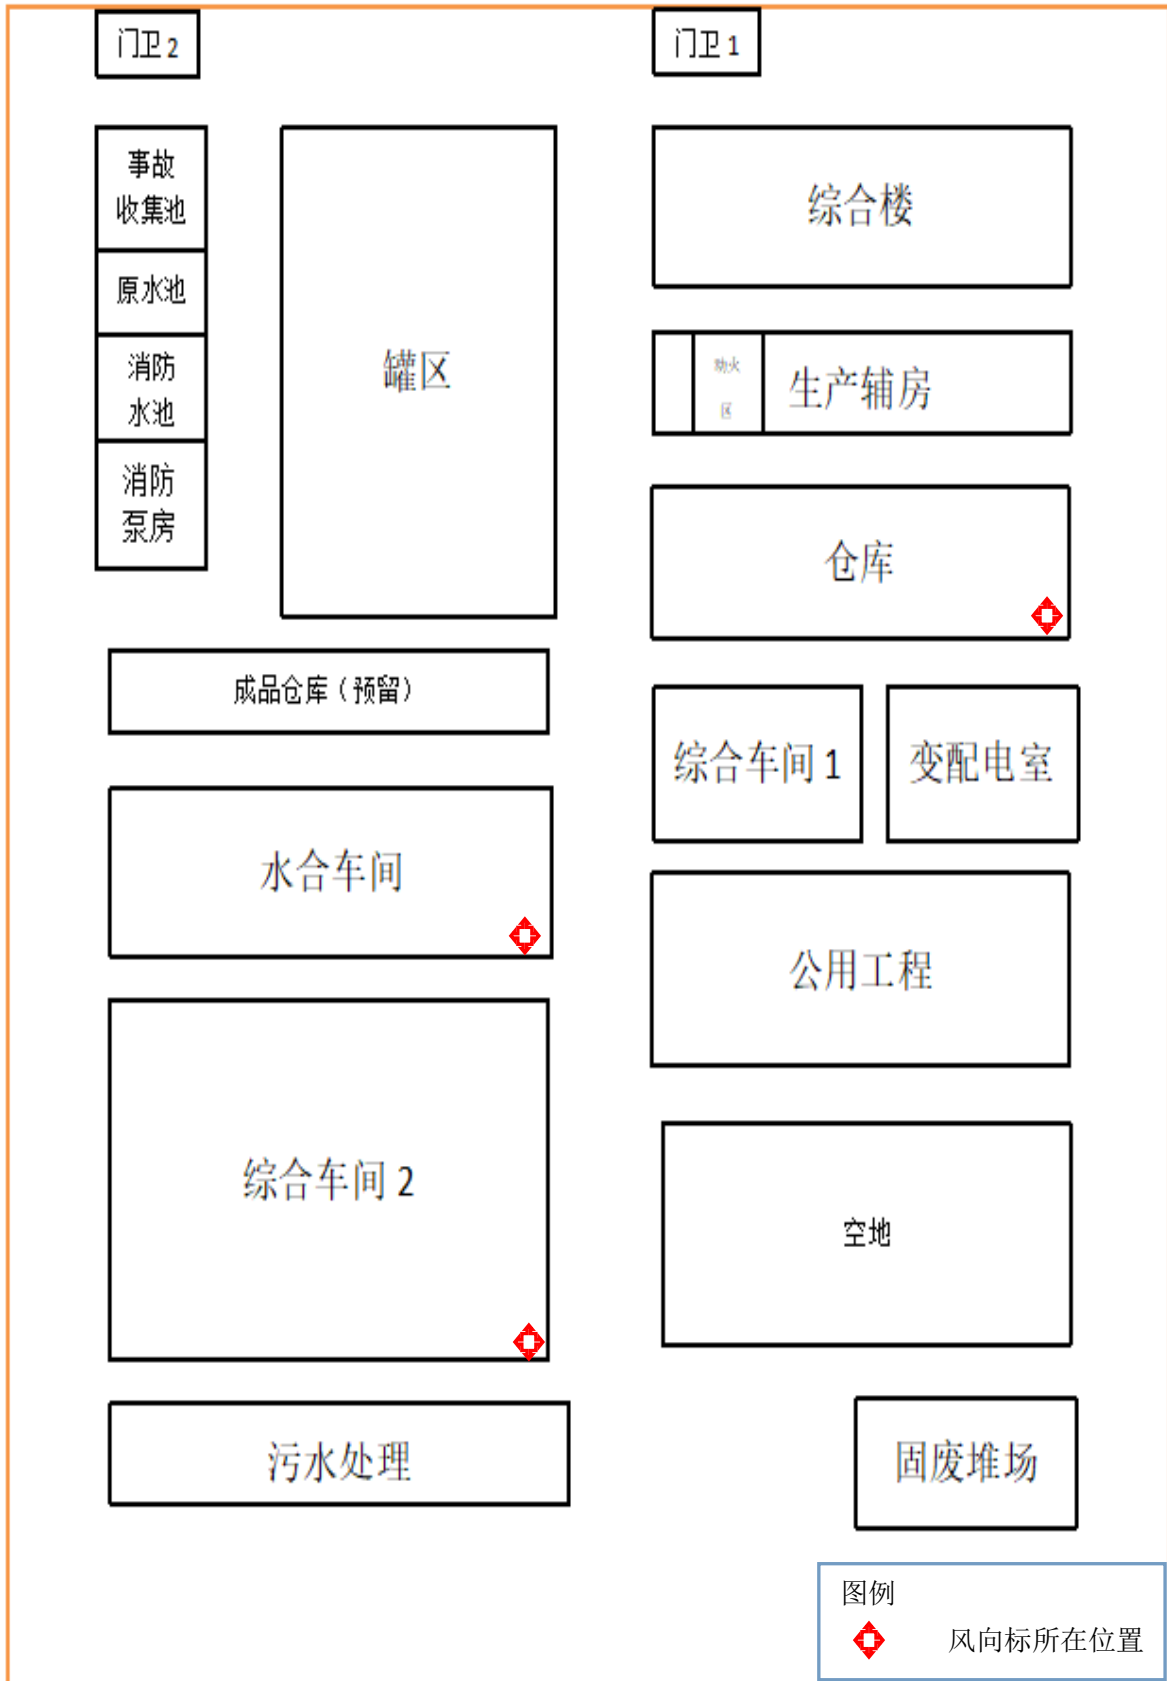 门卫 2
门卫 1
事故
收集池
原水池
消防
水池
消防
泵房
罐区
综合楼
动火
区
生产辅房
仓库
成品仓库（预留）
综合车间 1
变配电室
水合车间
公用工程
综合车间 2
空地
污水处理
固废堆场
图例
风向标所在位置